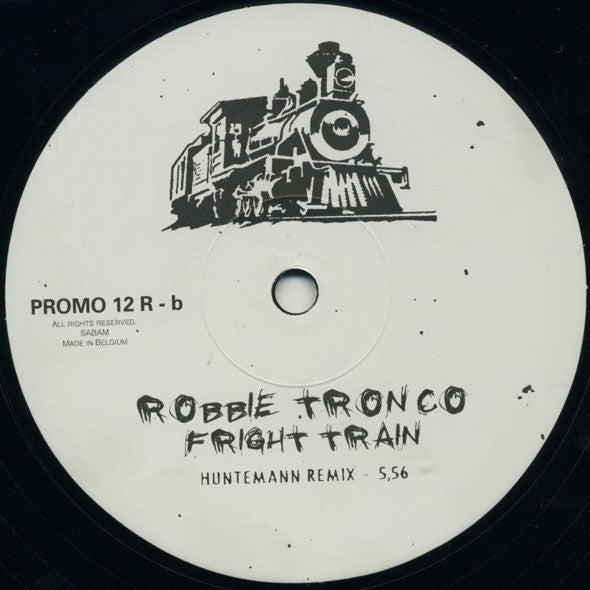 PROMO 12 R - b
ALL RIGHTS RESERVED.
SABAM
MADE IN BELGIUM
ROBBIE TRONCO
FRIGHT TRAIN
HUNTEMANN REMIX - 5,56